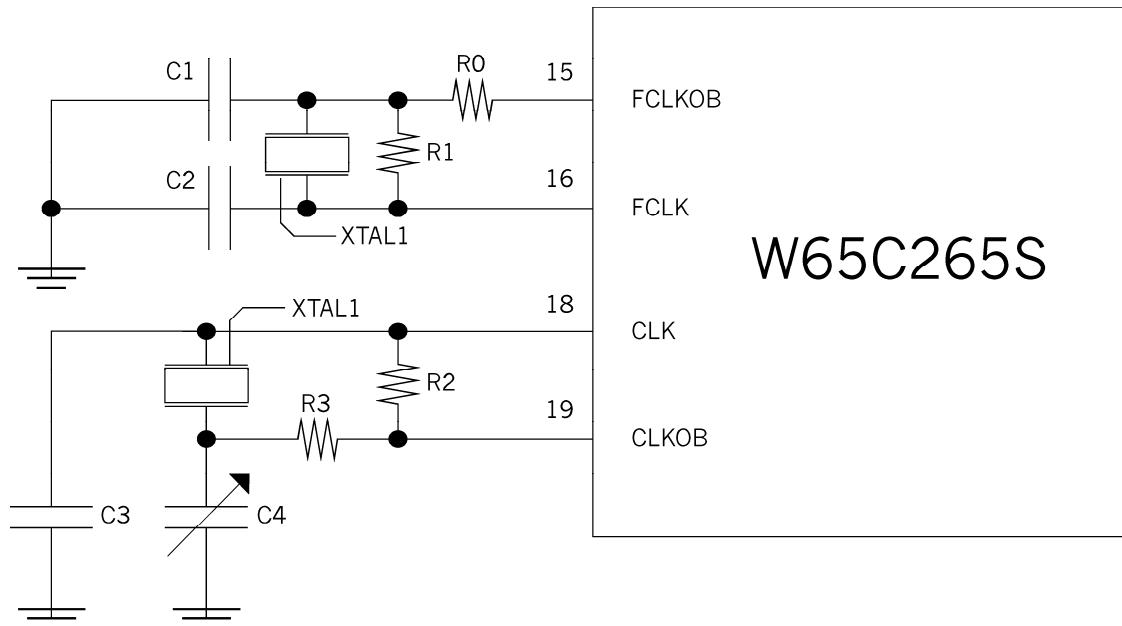 C1
R0
15
FCLKOB
R1
C2
16
FCLK
XTAL1
W65C265S
XTAL1
18
CLK
R2
R3
19
CLKOB
C3
C4